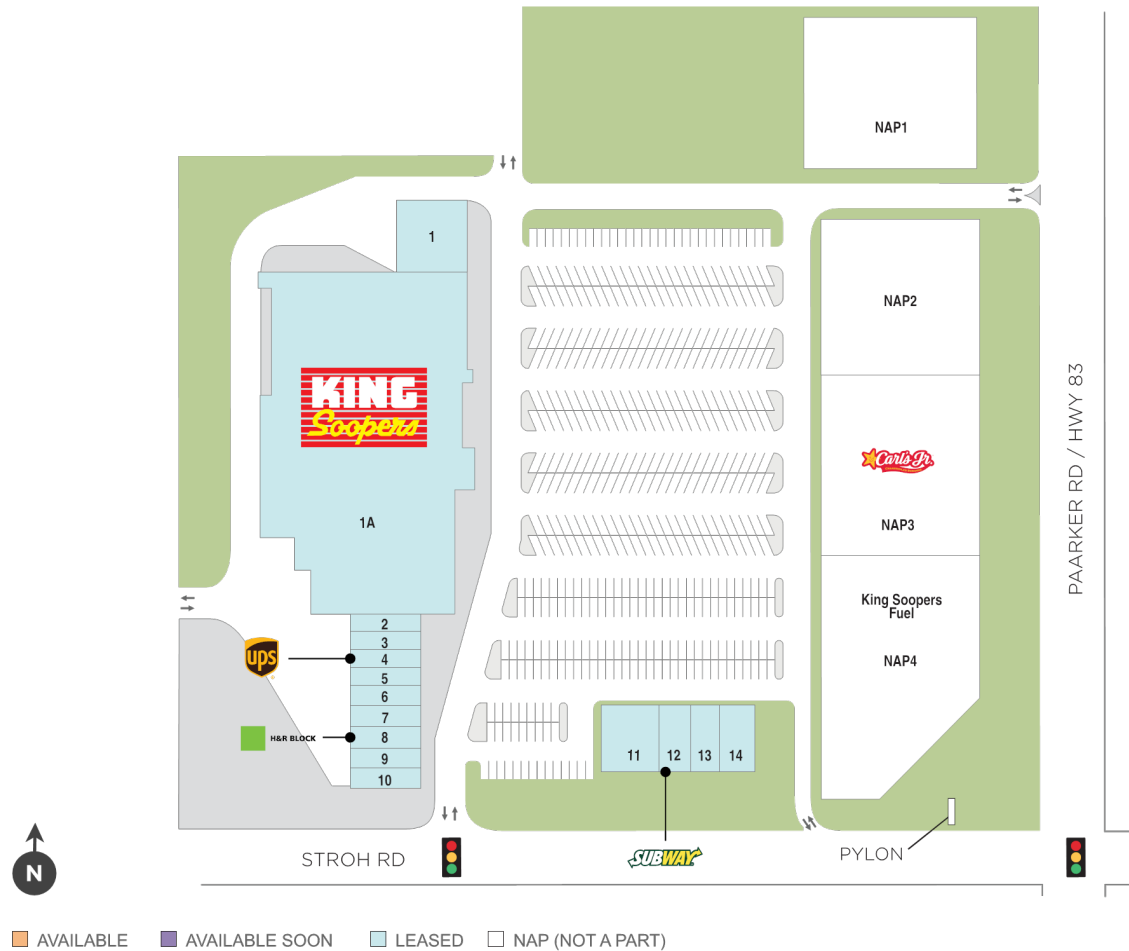 NAP1
1
NAP2
KING
Soopers
Carl's Jr.
NAP3
1A
King Soopers
Fuel
NAP4
PAARKER RD / HWY 83
2
3
ups
4
5
6
7
H&R BLOCK
8
9
10
11
12
13
14
STROH RD
SUBWAY
PYLON
N
AVAILABLE
AVAILABLE SOON
LEASED
NAP (NOT A PART)